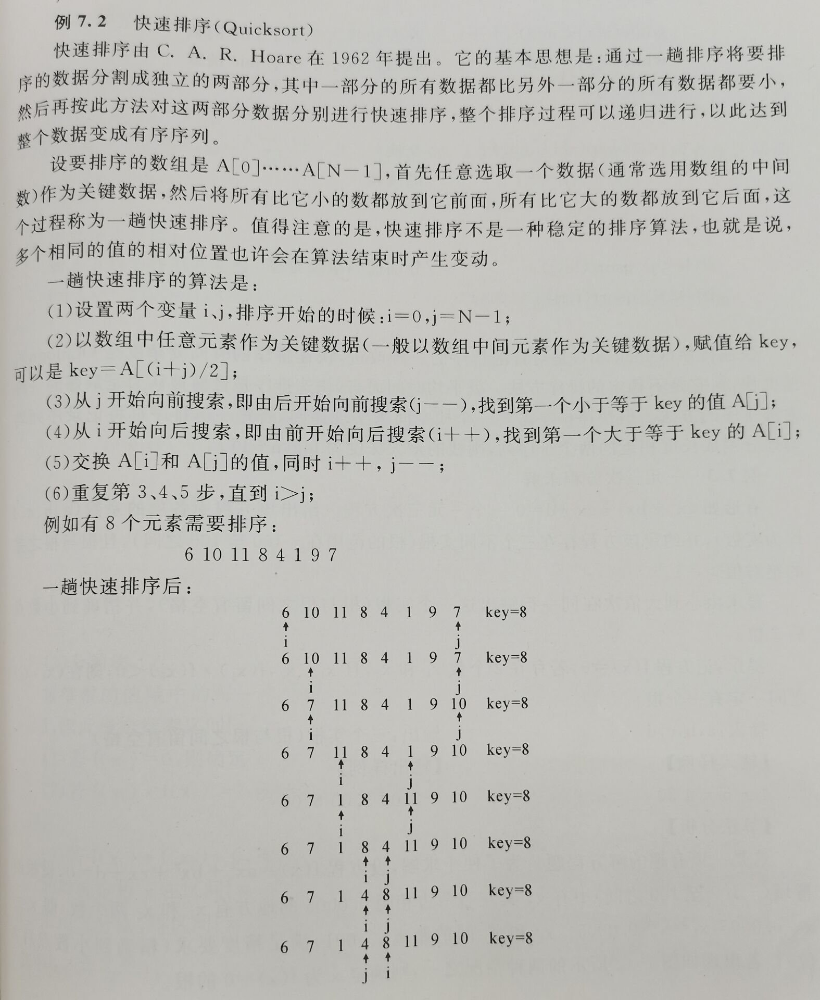 例 7.2 快速排序(Quicksort)
快速排序由 C. A. R. Hoare 在 1962 年提出。它的基本思想是:通过一趟排序将要排
序的数据分割成独立的两部分,其中一部分的所有数据都比另外一部分的所有数据都要小,
然后再按此方法对这两部分数据分别进行快速排序,整个排序过程可以递归进行,以此达到
整个数据变成有序序列。
设要排序的数组是 A[0]……A[N-1],首先任意选取一个数据(通常选用数组的中间
数)作为关键数据,然后将所有比它小的数都放到它前面,所有比它大的数都放到它后面,这
个过程称为一趟快速排序。值得注意的是,快速排序不是一种稳定的排序算法,也就是说,
多个相同的值的相对位置也许会在算法结束时产生变动。
一趟快速排序的算法是:
(1)设置两个变量 i、j,排序开始的时候:i=0,j=N-1;
(2)以数组中任意元素作为关键数据(一般以数组中间元素作为关键数据),赋值给 key,
可以是 key=A[(i+j)/2];
(3)从 j 开始向前搜索,即由后开始向前搜索(j--),找到第一个小于等于 key 的值 A[j];
(4)从 i 开始向后搜索,即由前开始向后搜索(i++),找到第一个大于等于 key 的 A[i];
(5)交换 A[i]和 A[j]的值,同时 i++, j--;
(6)重复第 3、4、5 步,直到 i>j;
例如有 8 个元素需要排序:
6 10 11 8 4 1 9 7
一趟快速排序后:
6 10 11 8 4 1 9 7 key=8
i j
6 10 11 8 4 1 9 7 key=8
i j
6 7 11 8 4 1 9 10 key=8
i j
6 7 11 8 4 1 9 10 key=8
i j
6 7 1 8 4 11 9 10 key=8
i j
6 7 1 8 4 11 9 10 key=8
i j
6 7 1 4 8 11 9 10 key=8
i j
6 7 1 4 8 11 9 10 key=8
j i